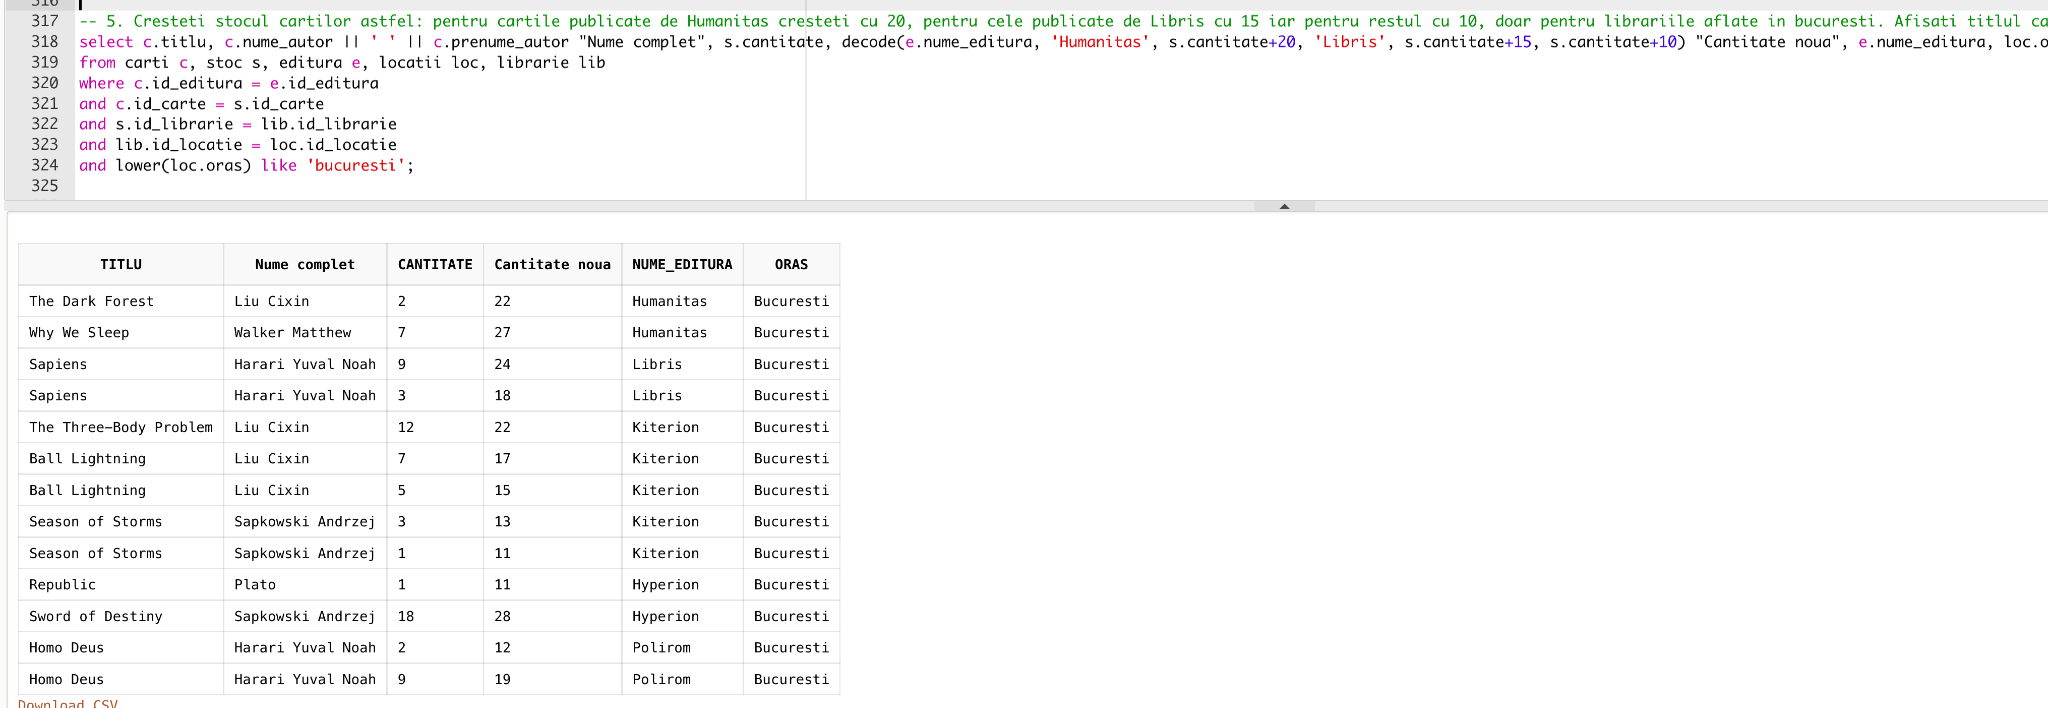 316
317 -- 5. Cresteti stocul cartilor astfel: pentru cartile publicate de Humanitas cresteti cu 20, pentru cele publicate de Libris cu 15 iar pentru restul cu 10, doar pentru librariile aflate in bucuresti. Afisati titlul ca
318 select c.titlu, c.nume_autor || ' ' || c.prenume_autor "Nume complet", s.cantitate, decode(e.nume_editura, 'Humanitas', s.cantitate+20, 'Libris', s.cantitate+15, s.cantitate+10) "Cantitate noua", e.nume_editura, loc.o
319 from carti c, stoc s, editura e, locatii loc, librarie lib
320 where c.id_editura = e.id_editura
321 and c.id_carte = s.id_carte
322 and s.id_librarie = lib.id_librarie
323 and lib.id_locatie = loc.id_locatie
324 and lower(loc.oras) like 'bucuresti';
325
TITLU Nume complet CANTITATE Cantitate noua NUME_EDITURA ORAS
The Dark Forest Liu Cixin 2 22 Humanitas Bucuresti
Why We Sleep Walker Matthew 7 27 Humanitas Bucuresti
Sapiens Harari Yuval Noah 9 24 Libris Bucuresti
Sapiens Harari Yuval Noah 3 18 Libris Bucuresti
The Three-Body Problem Liu Cixin 12 22 Kiterion Bucuresti
Ball Lightning Liu Cixin 7 17 Kiterion Bucuresti
Ball Lightning Liu Cixin 5 15 Kiterion Bucuresti
Season of Storms Sapkowski Andrzej 3 13 Kiterion Bucuresti
Season of Storms Sapkowski Andrzej 1 11 Kiterion Bucuresti
Republic Plato 1 11 Hyperion Bucuresti
Sword of Destiny Sapkowski Andrzej 18 28 Hyperion Bucuresti
Homo Deus Harari Yuval Noah 2 12 Polirom Bucuresti
Homo Deus Harari Yuval Noah 9 19 Polirom Bucuresti
Download CSV